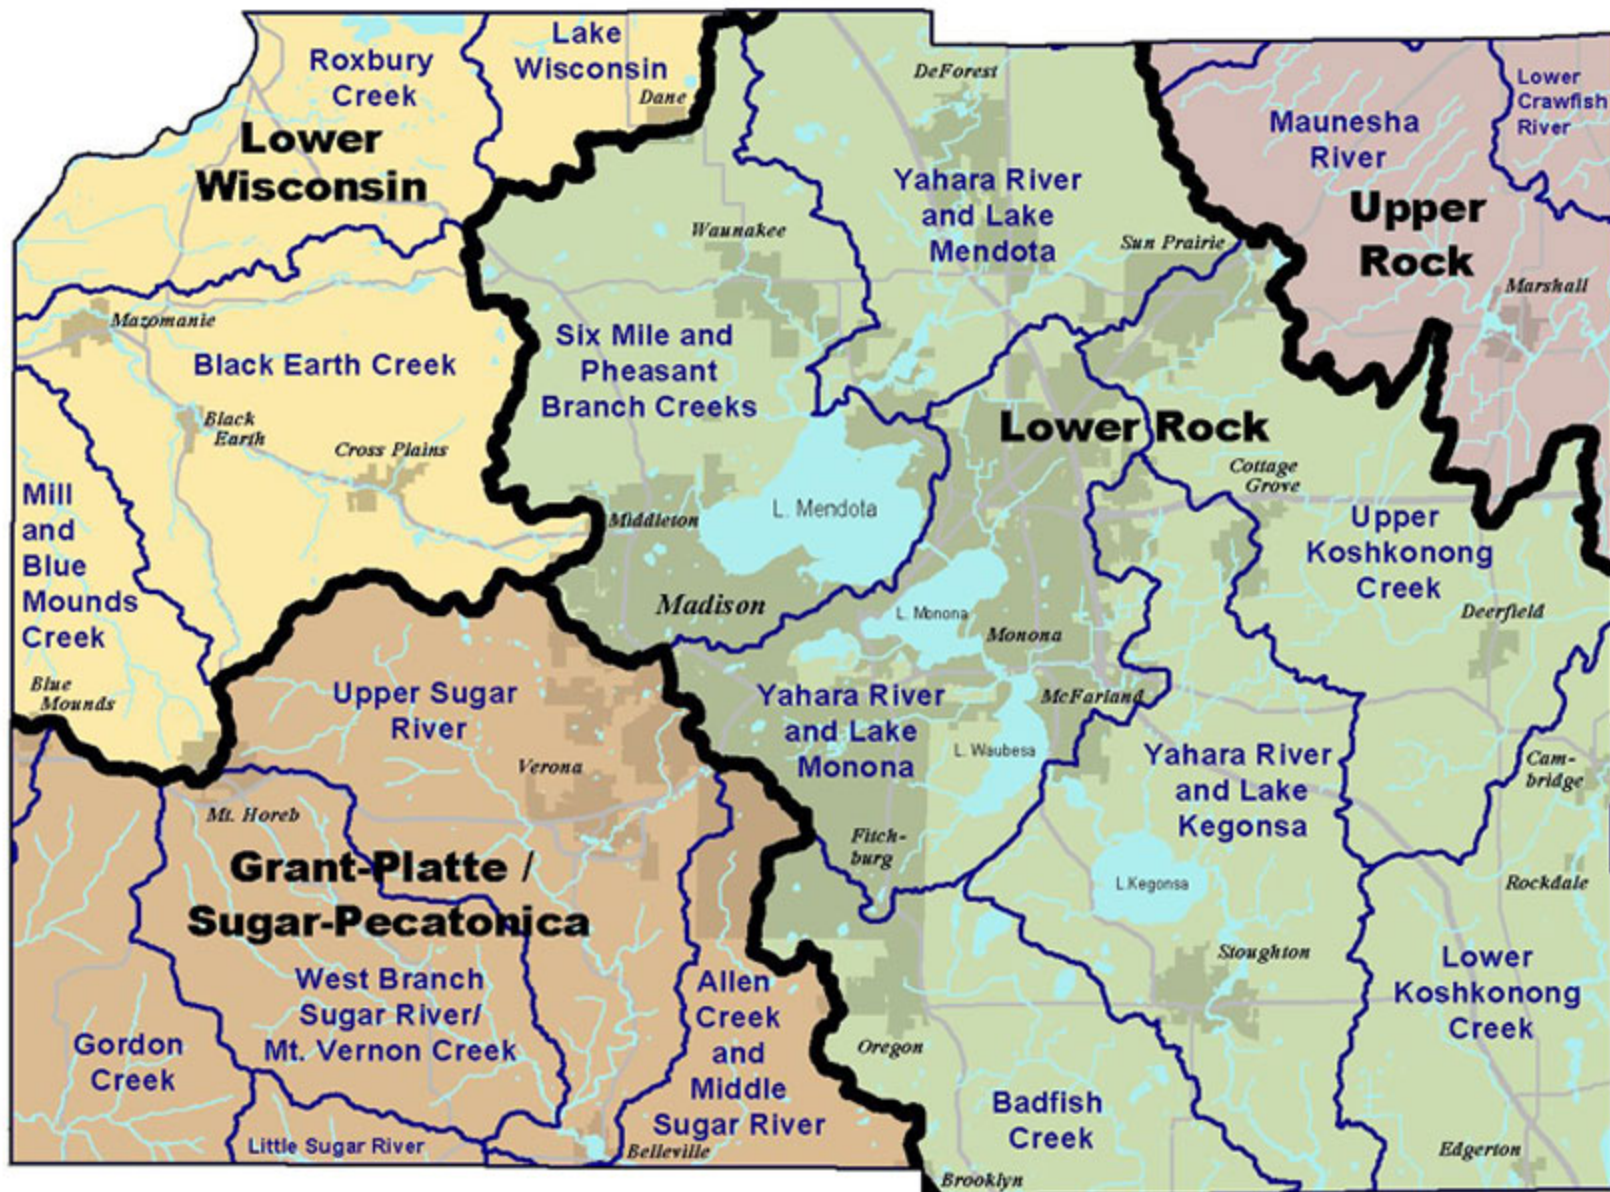 Roxbury
Creek
Lake
Wisconsin
Dane
DeForest
Lower
Crawfish
River
Maunesha
River
Lower
Wisconsin
Yahara River
and Lake
Mendota
Upper
Rock
Waunakee
Sun Prairie
Marshall
Mazomanie
Black Earth Creek
Six Mile and
Pheasant
Branch Creeks
Black
Earth
Cross Plains
Lower Rock
Cottage
Grove
Mill
and
Blue
Mounds
Creek
Middleton
L. Mendota
Upper
Koshkonong
Creek
Madison
L. Monona
Monona
Deerfield
Blue
Mounds
Upper Sugar
River
Yahara River
and Lake
Monona
McFarland
L. Waubesa
Yahara River
and Lake
Kegonsa
Cam-
bridge
Verona
Mt. Horeb
Fitch-
burg
Grant-Platte /
Sugar-Pecatonica
L.Kegonsa
Rockdale
West Branch
Sugar River/
Mt. Vernon Creek
Allen
Creek
and
Middle
Sugar River
Stoughton
Lower
Koshkonong
Creek
Gordon
Creek
Oregon
Badfish
Creek
Little Sugar River
Belleville
Edgerton
Brooklyn